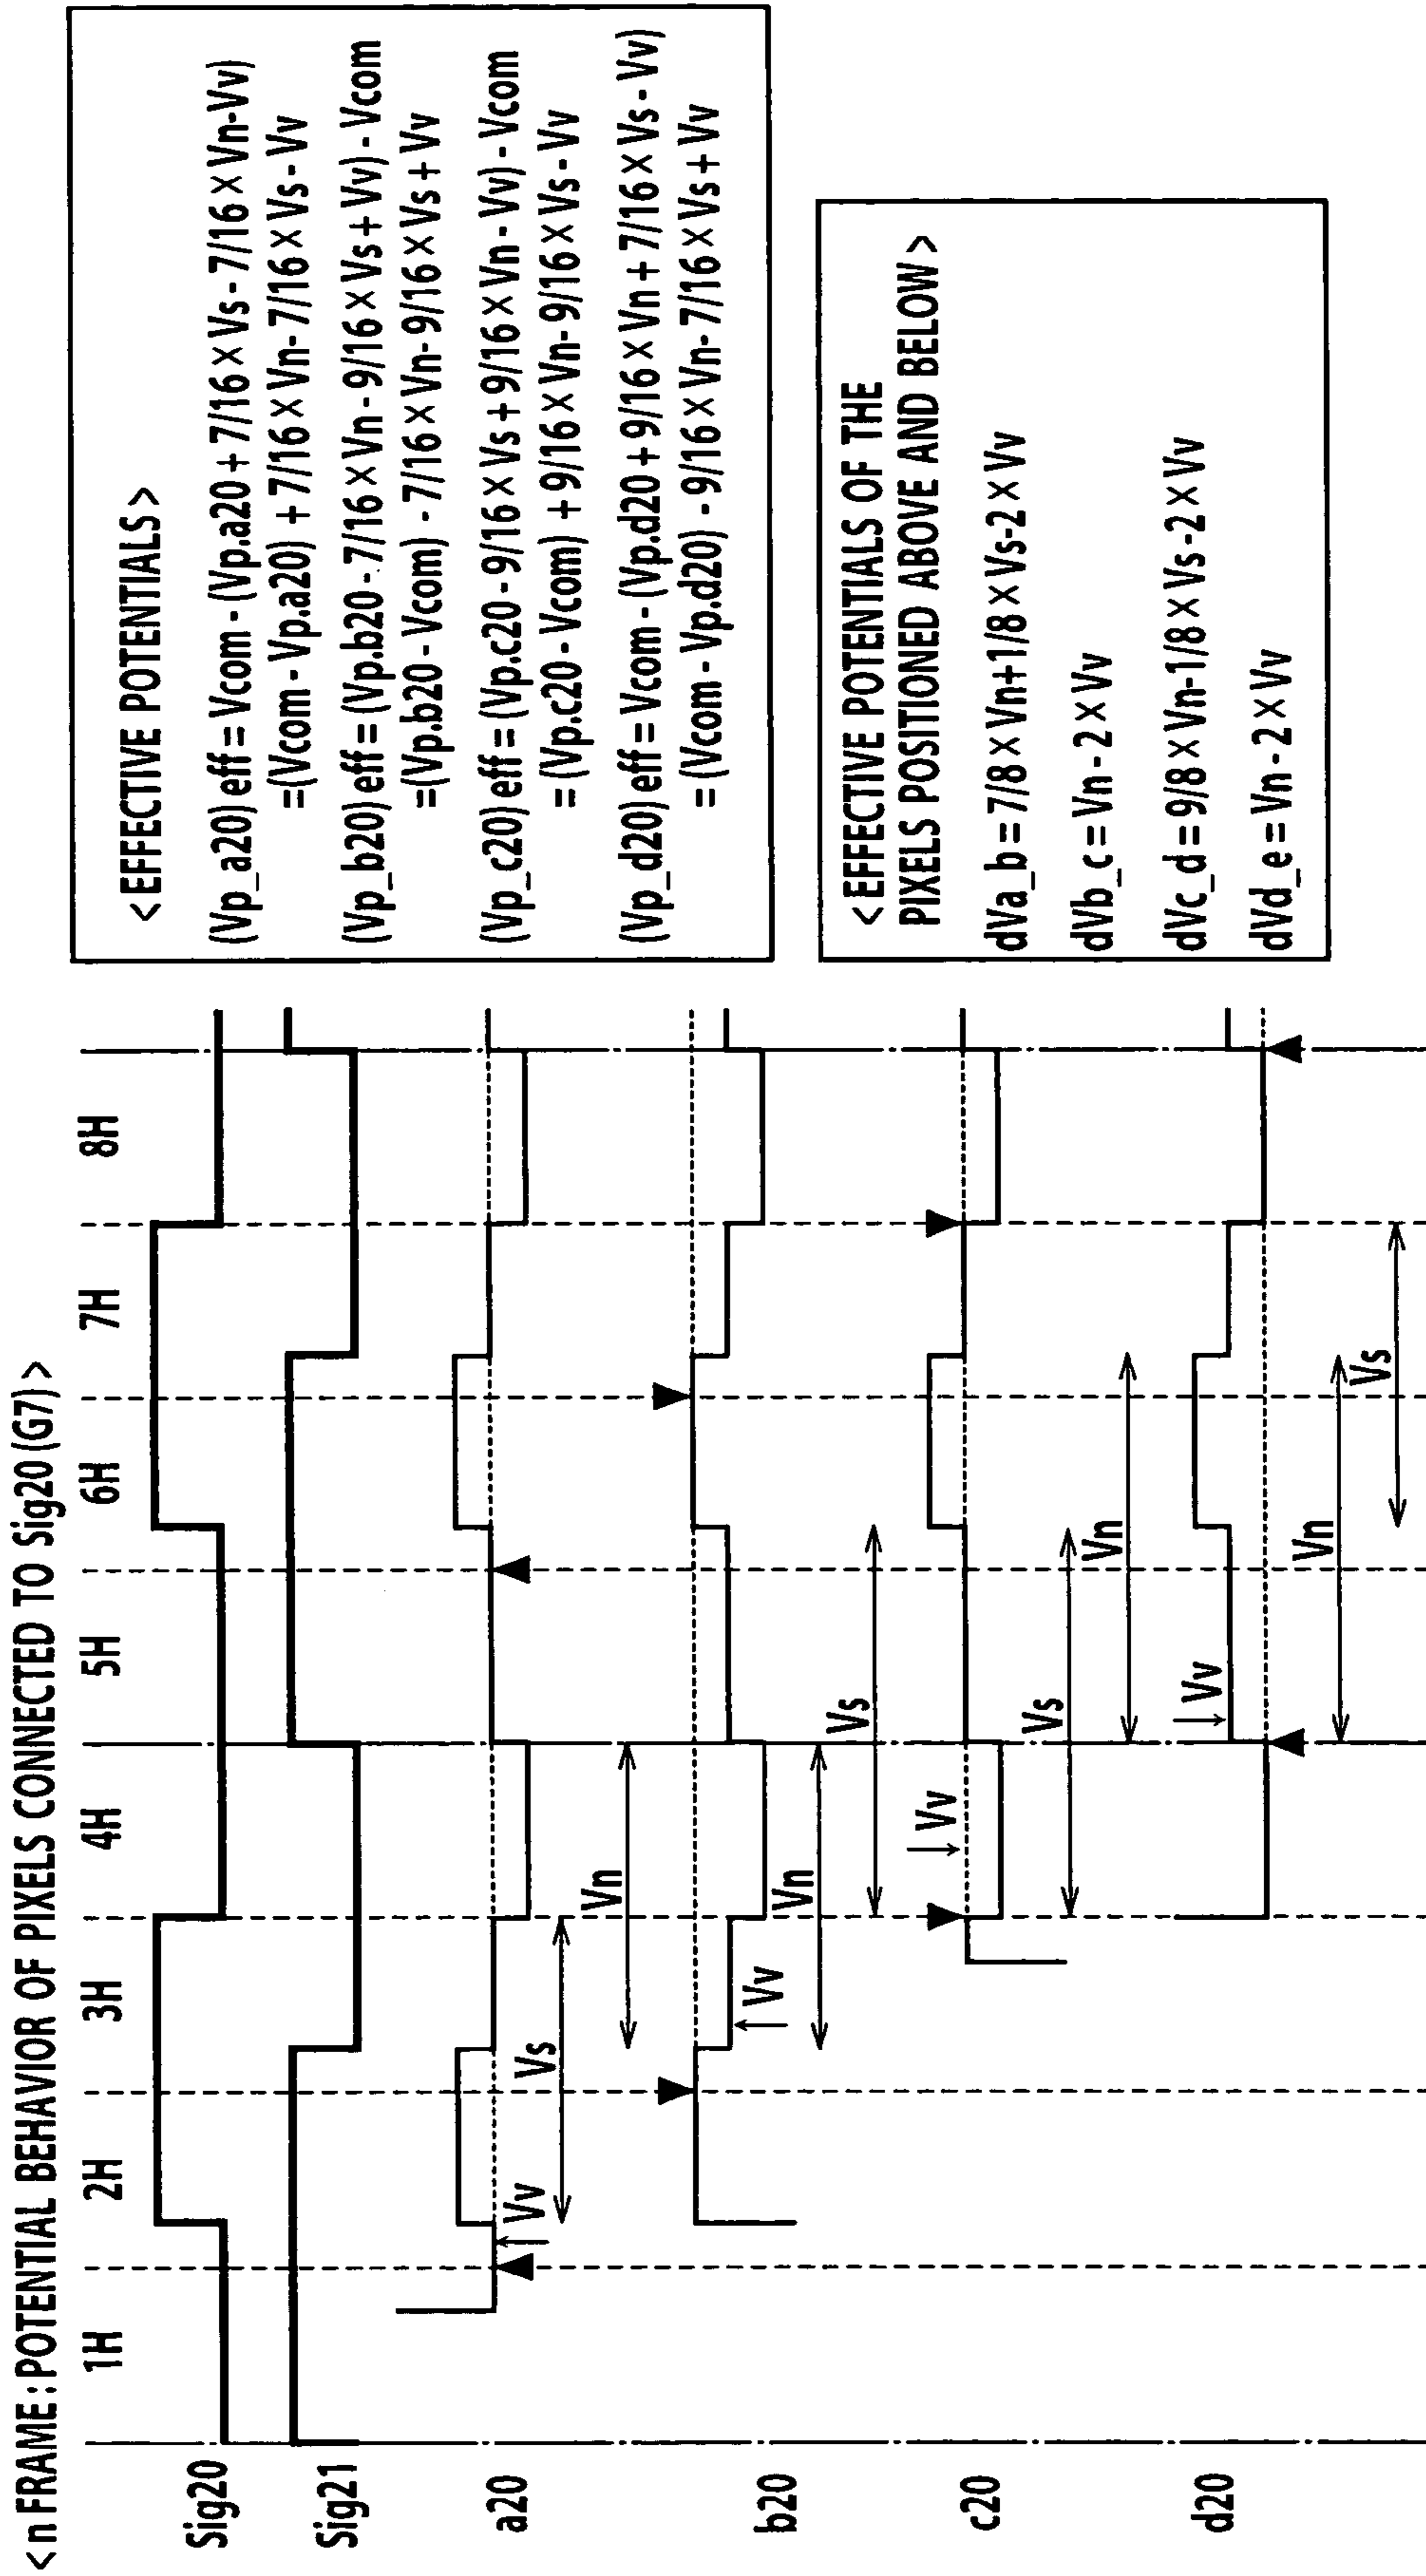 <n FRAME : POTENTIAL BEHAVIOR OF PIXELS CONNECTED TO Sig20 (G7)>
1H 2H 3H 4H 5H 6H 7H 8H
Sig20
Sig21
a20
Vv
Vs
Vn
b20
Vv
Vn
Vs
c20
Vv
Vs
Vn
d20
Vv
Vn
Vs
<EFFECTIVE POTENTIALS>
(Vp_a20) eff = Vcom - (Vp.a20 + 7/16 × Vs - 7/16 × Vn-Vv)
=(Vcom - Vp.a20) + 7/16 × Vn- 7/16 × Vs - Vv
(Vp_b20) eff = (Vp.b20 - 7/16 × Vn - 9/16 × Vs + Vv) - Vcom
=(Vp.b20 - Vcom) - 7/16 × Vn- 9/16 × Vs + Vv
(Vp_c20) eff = (Vp.c20 - 9/16 × Vs + 9/16 × Vn - Vv) - Vcom
= (Vp.c20 - Vcom) + 9/16 × Vn- 9/16 × Vs - Vv
(Vp_d20) eff = Vcom - (Vp.d20 + 9/16 × Vn + 7/16 × Vs - Vv)
= (Vcom - Vp.d20) - 9/16 × Vn- 7/16 × Vs + Vv
<EFFECTIVE POTENTIALS OF THE
PIXELS POSITIONED ABOVE AND BELOW>
dVa_b = 7/8 × Vn+1/8 × Vs-2 × Vv
dVb_c = Vn - 2 × Vv
dVc_d = 9/8 × Vn-1/8 × Vs -2 × Vv
dVd_e = Vn - 2 × Vv